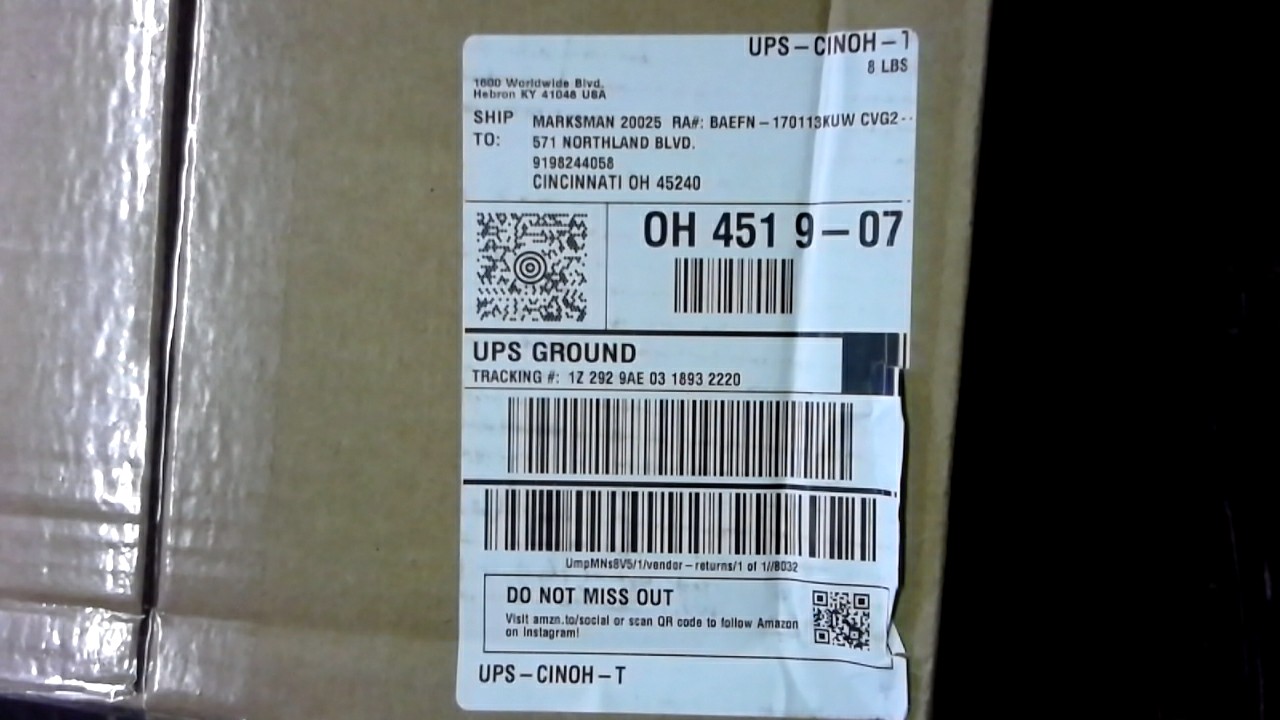 UPS-CINOH-T
8 LBS
1600 Worldwide Blvd.
Hebron KY 41048 USA
SHIP TO:
MARKSMAN 20025 RA#: BAEFN-170113KUW CVG2--
571 NORTHLAND BLVD.
9198244058
CINCINNATI OH 45240
OH 451 9-07
UPS GROUND
TRACKING #: 1Z 292 9AE 03 1893 2220
UmpMNs8V5/1/vendor-returns/1 of 1//8032
DO NOT MISS OUT
Visit amzn.to/social or scan QR code to follow Amazon
on Instagram!
UPS-CINOH-T